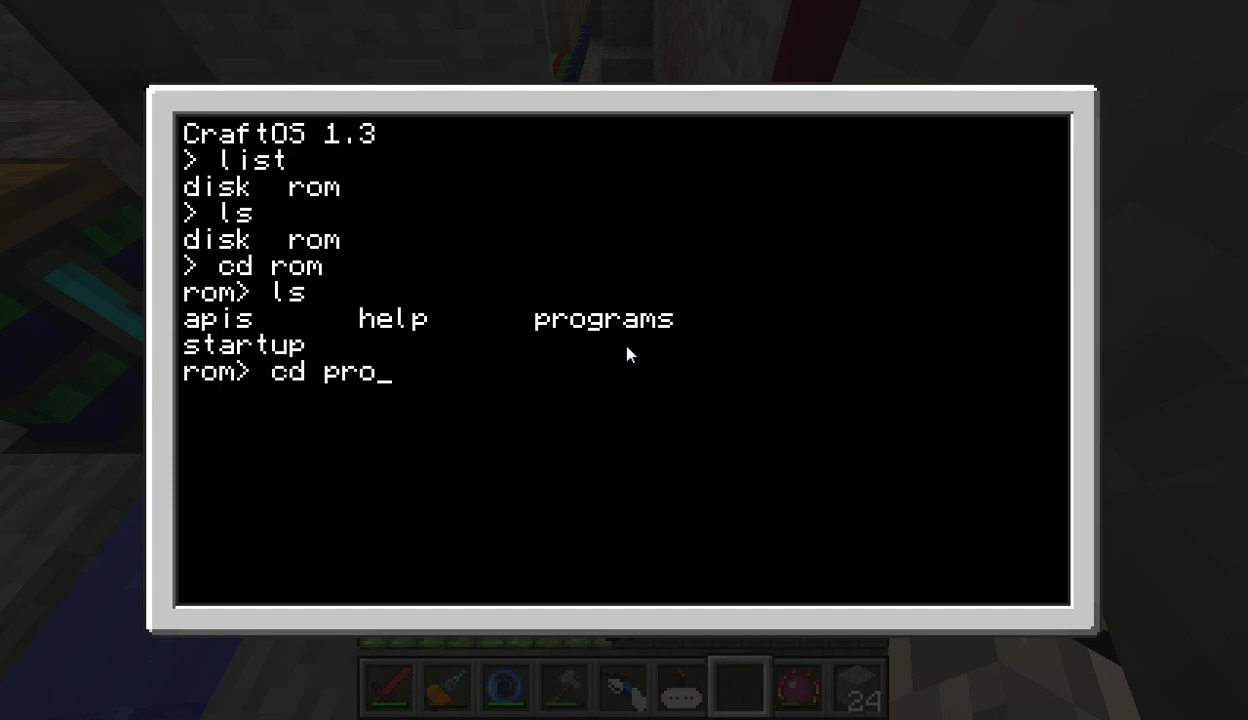 CraftOS 1.3
> list
disk rom
> ls
disk rom
> cd rom
rom> ls
apis help programs
startup
rom> cd pro_
24